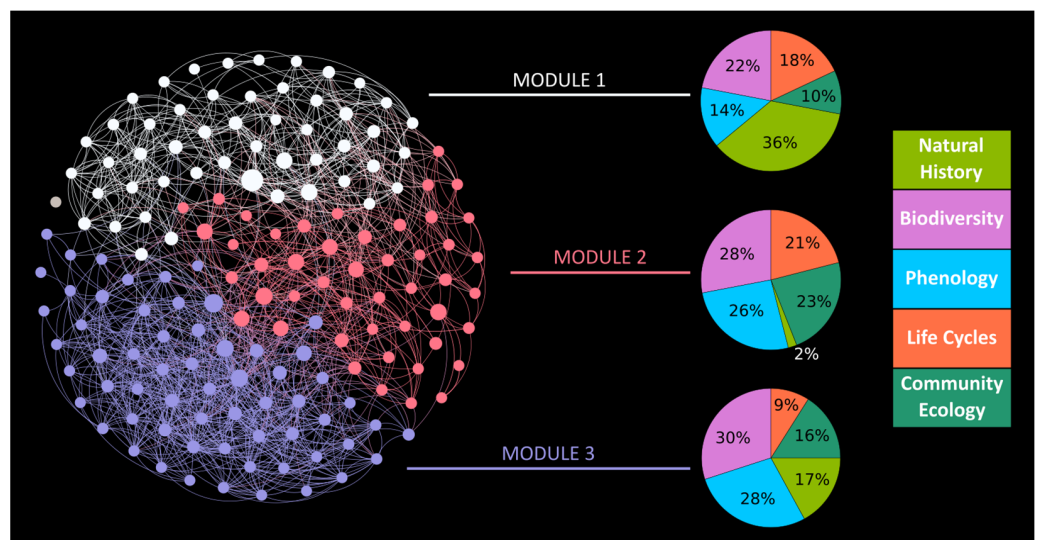 MODULE 1
22%
18%
14%
10%
36%
MODULE 2
28%
21%
26%
23%
2%
MODULE 3
30%
9%
16%
28%
17%
Natural
History
Biodiversity
Phenology
Life Cycles
Community
Ecology